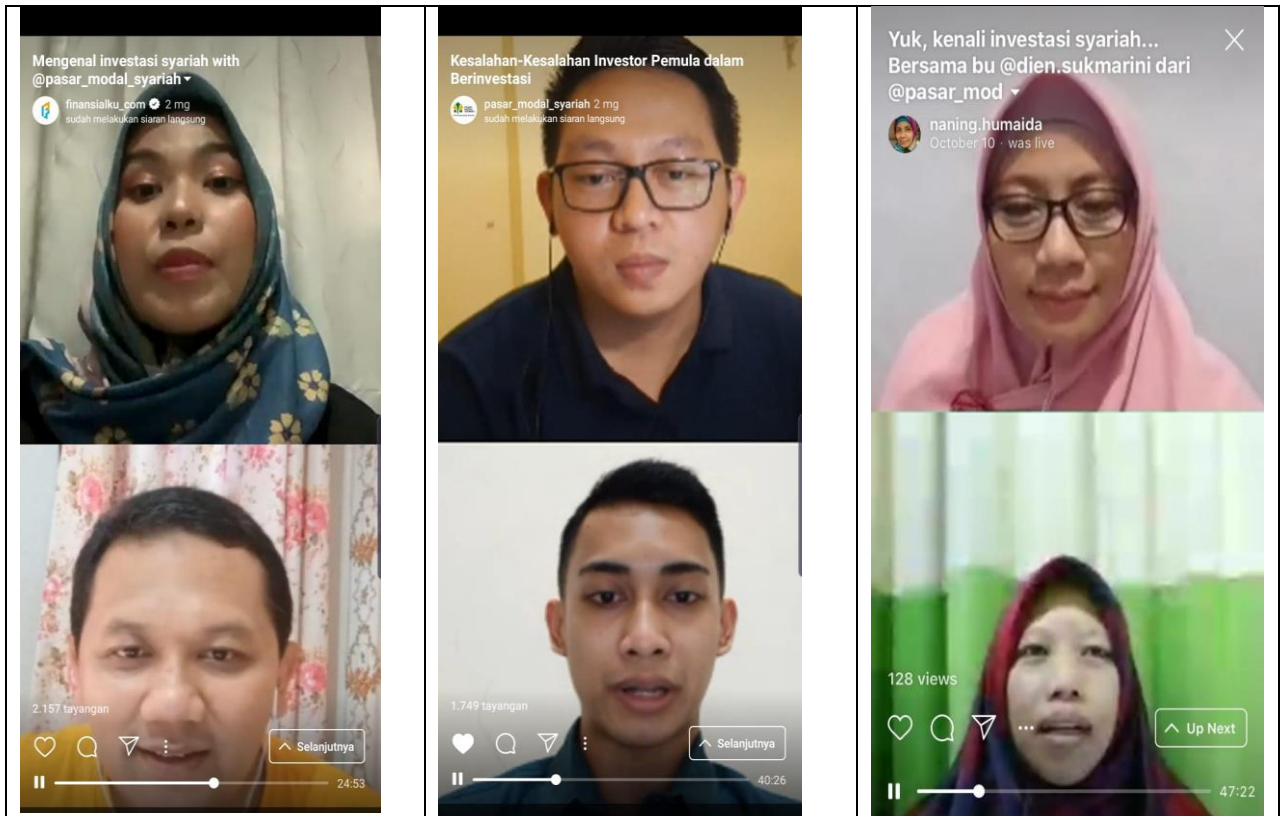 Mengenal investasi syariah with
@pasar_modal_syariah
finansialku_com 2 mg
sudah melakukan siaran langsung
2.157 tayangan
Selanjutnya
24:53
Kesalahan-Kesalahan Investor Pemula dalam
Berinvestasi
pasar_modal_syariah 2 mg
sudah melakukan siaran langsung
1.749 tayangan
Selanjutnya
40:26
Yuk, kenali investasi syariah...
Bersama bu @dien.sukmarini dari
@pasar_mod
naning.humaida
October 10 · was live
128 views
Up Next
47:22